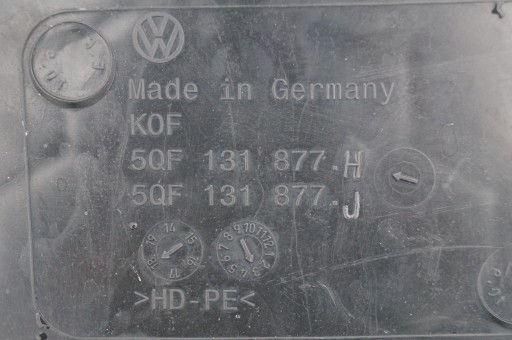 Made in Germany
KOF
5QF 131 877.H
5QF 131 877.J
>HD-PE<